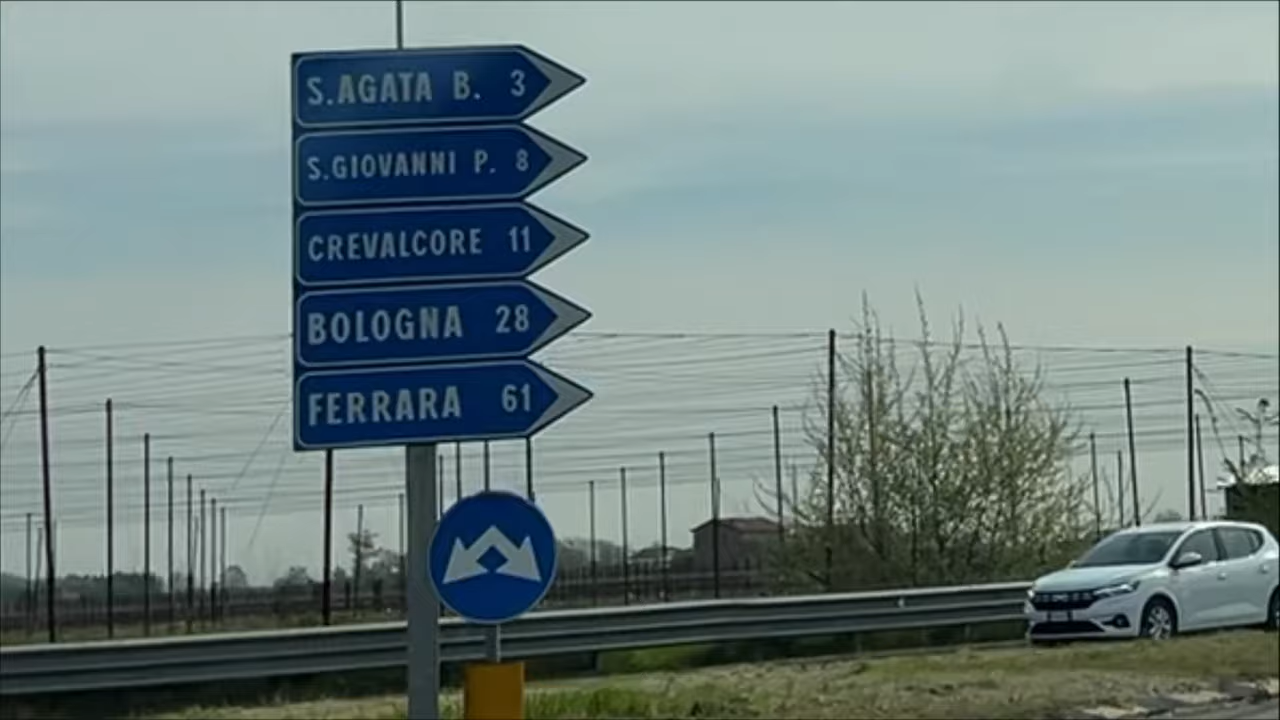 S.AGATA B. 3
S.GIOVANNI P. 8
CREVALCORE 11
BOLOGNA 28
FERRARA 61